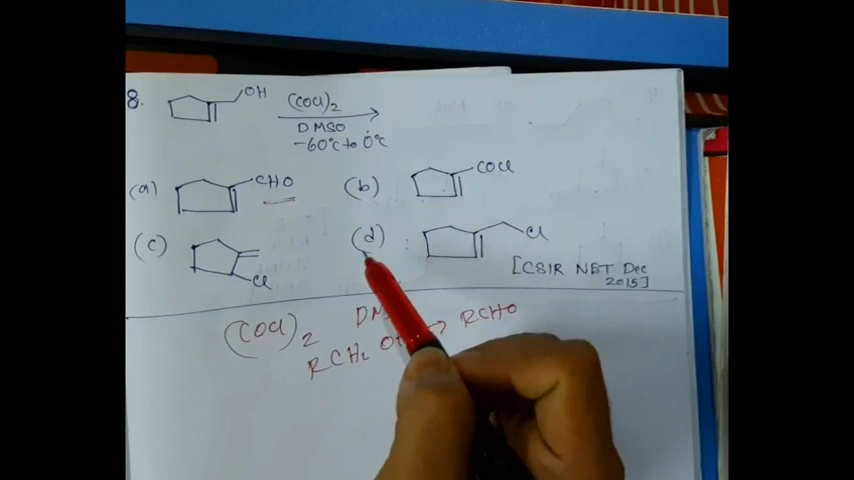 8. OH (COCl)2
DMSO
-60°C to 0°C
(a) CHO (b) COCl
(c) Cl (d) Cl
[CSIR NET Dec
2015]
(COCl)2
RCH2 RCHO